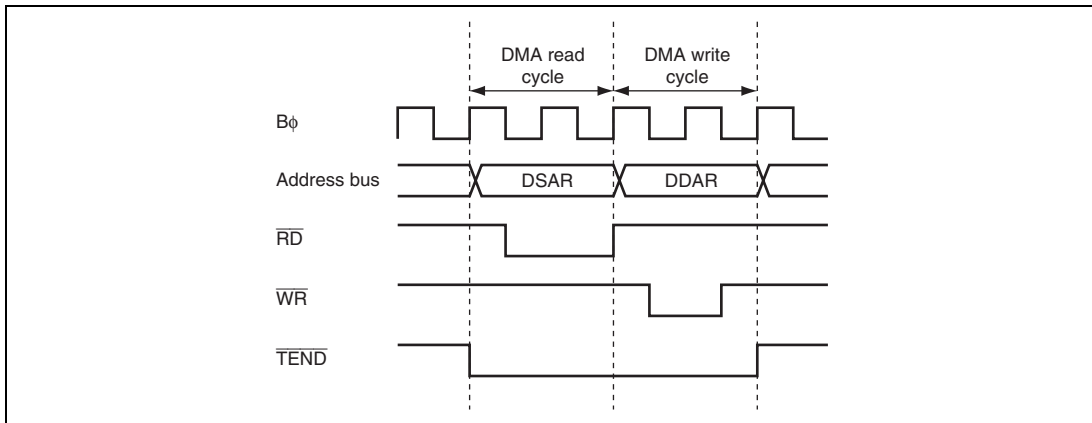 DMA read cycle
DMA write cycle
Bϕ
Address bus
DSAR
DDAR
RD
WR
TEND